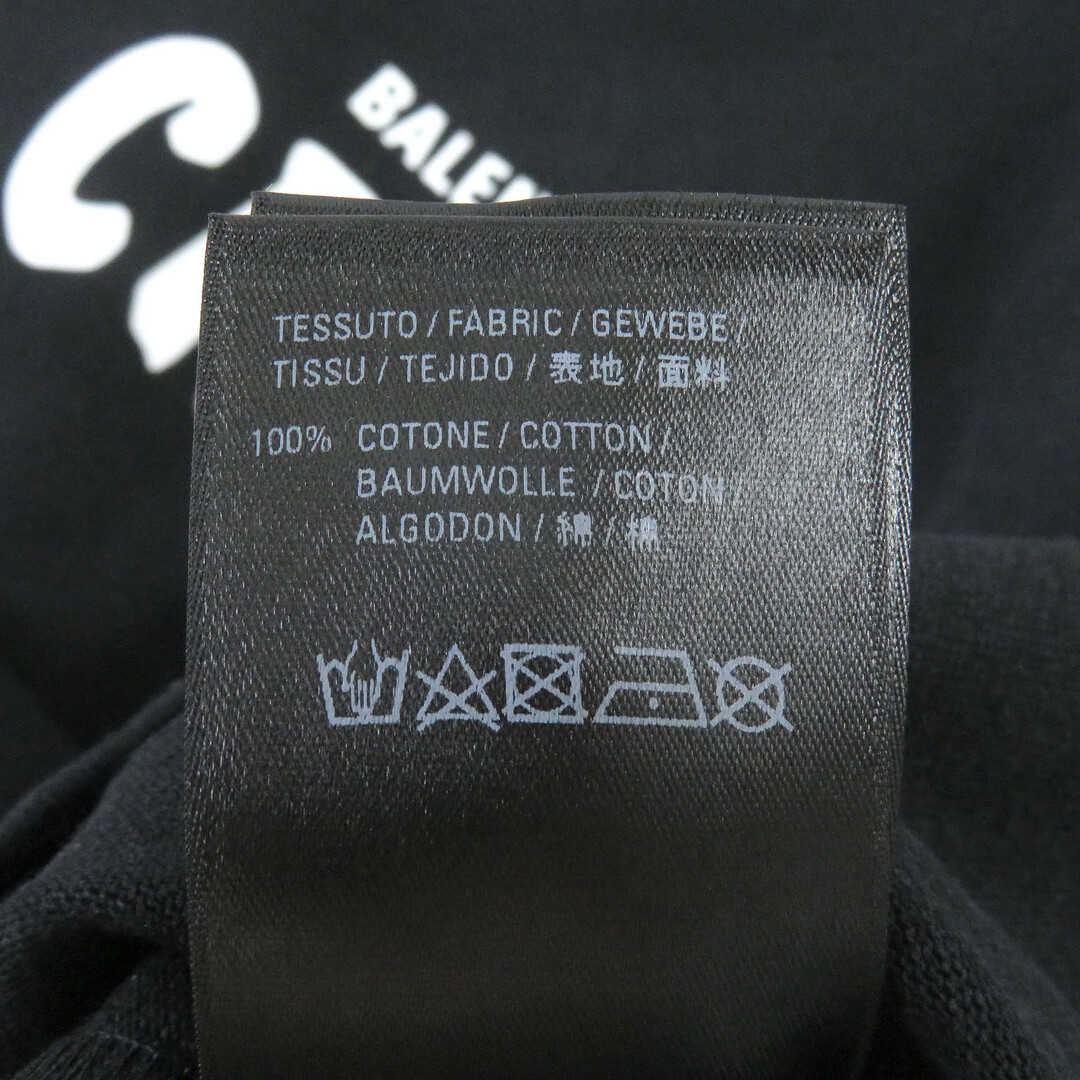 BALEN
TESSUTO / FABRIC / GEWEBE /
TISSU / TEJIDO / 表地 / 面料
100% COTONE / COTTON /
BAUMWOLLE / COTON /
ALGODON / 綿 / 棉